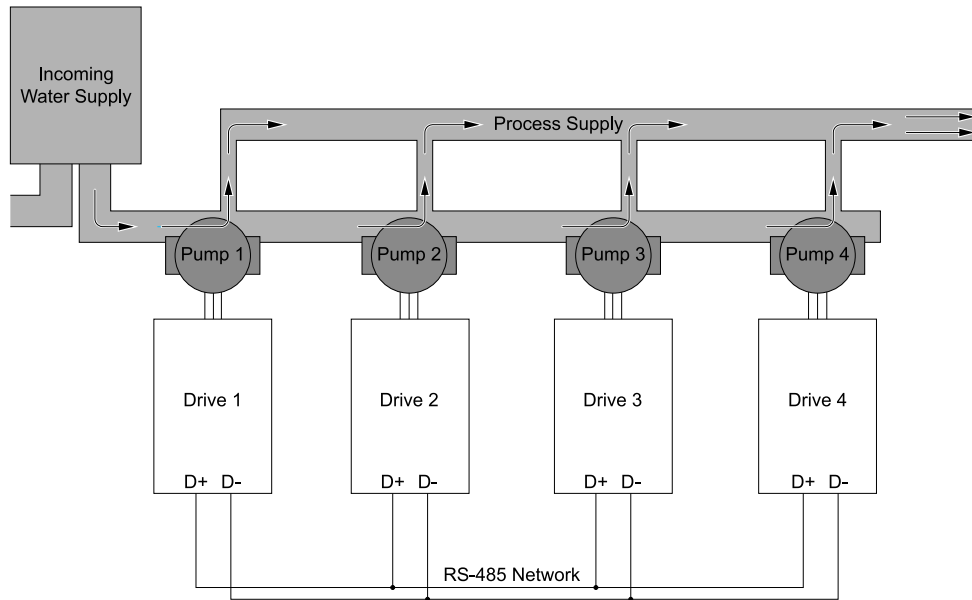 Incoming
Water Supply
Process Supply
Pump 1
Pump 2
Pump 3
Pump 4
Drive 1
Drive 2
Drive 3
Drive 4
D+ D-
D+ D-
D+ D-
D+ D-
RS-485 Network